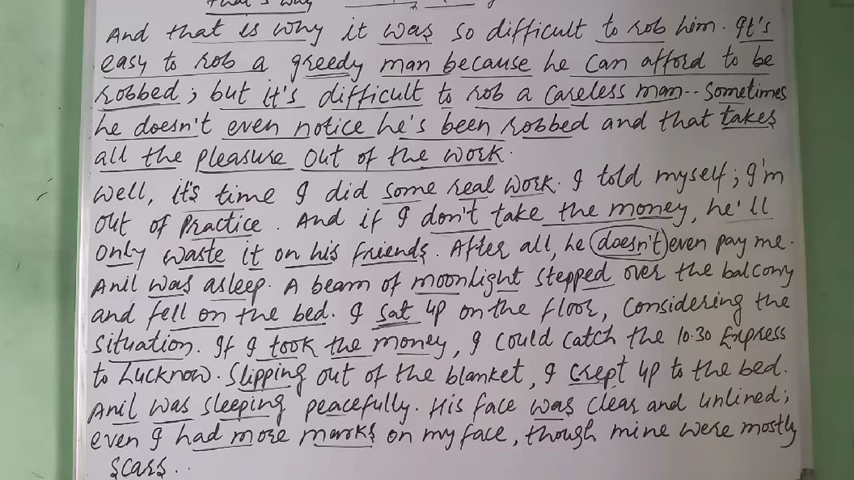 that's why
And that is why it was so difficult to rob him. It's
easy to rob a greedy man because he can afford to be
robbed; but it's difficult to rob a careless man-- sometimes
he doesn't even notice he's been robbed and that takes
all the pleasure out of the work.
Well, it's time I did some real work. I told myself; I'm
out of practice. And if I don't take the money, he'll
only waste it on his friends. After all, he doesn't even pay me.
Anil was asleep. A beam of moonlight stepped over the balcony
and fell on the bed. I sat up on the floor, considering the
situation. If I took the money, I could catch the 10.30 Express
to Lucknow. Slipping out of the blanket, I crept up to the bed.
Anil was sleeping peacefully. His face was clear and unlined;
even I had more marks on my face, though mine were mostly
scars..